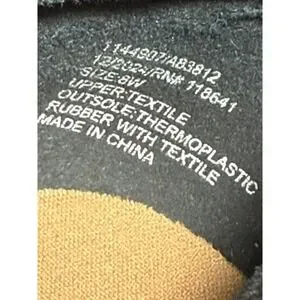 1144907/A83812
12/2024/RN# 118641
SIZE:8W
UPPER:TEXTILE
OUTSOLE:THERMOPLASTIC
RUBBER WITH TEXTILE
MADE IN CHINA